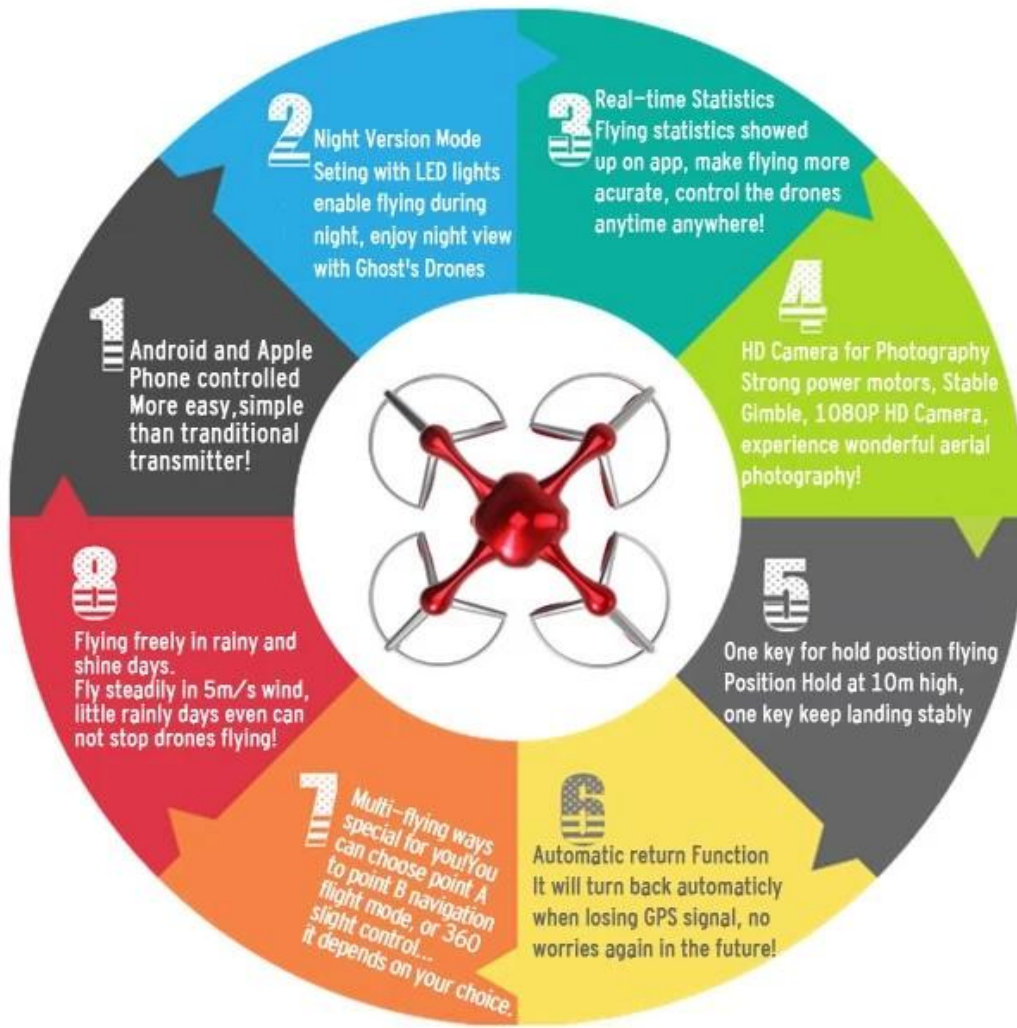 1
Android and Apple
Phone controlled
More easy,simple
than tranditional
transmitter!
2
Night Version Mode
Seting with LED lights
enable flying during
night, enjoy night view
with Ghost's Drones
3
Real-time Statistics
Flying statistics showed
up on app, make flying more
acurate, control the drones
anytime anywhere!
4
HD Camera for Photography
Strong power motors, Stable
Gimble, 1080P HD Camera,
experience wonderful aerial
photography!
5
One key for hold postion flying
Position Hold at 10m high,
one key keep landing stably
6
Automatic return Function
It will turn back automaticly
when losing GPS signal, no
worries again in the future!
7
Multi-flying ways
special for you!You
can choose point A
to point B navigation
flight mode, or 360
slight control...
it depends on your choice.
8
Flying freely in rainy and
shine days.
Fly steadily in 5m/s wind,
little rainly days even can
not stop drones flying!